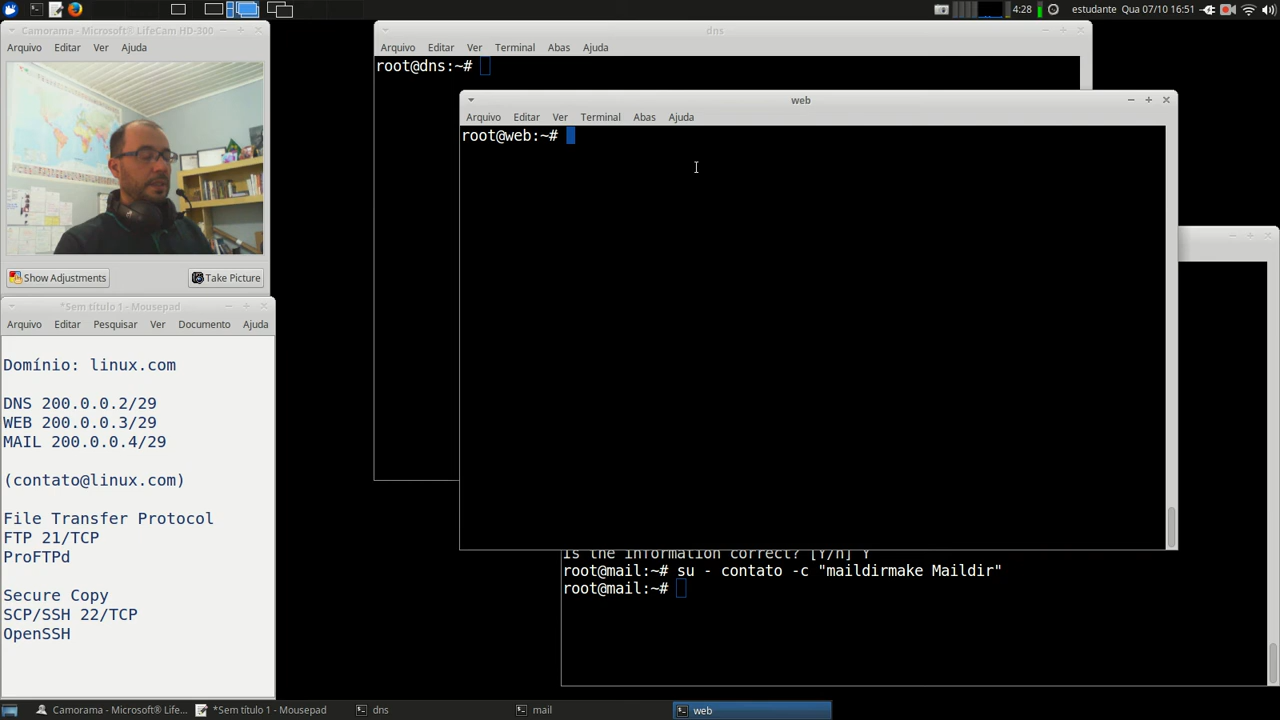 4:28 estudante Qua 07/10 16:51
Camorama - Microsoft® LifeCam HD-300
Arquivo Editar Ver Ajuda
Show Adjustments Take Picture
*Sem título 1 - Mousepad
Arquivo Editar Pesquisar Ver Documento Ajuda
Domínio: linux.com
DNS 200.0.0.2/29
WEB 200.0.0.3/29
MAIL 200.0.0.4/29
(contato@linux.com)
File Transfer Protocol
FTP 21/TCP
ProFTPd
Secure Copy
SCP/SSH 22/TCP
OpenSSH
dns
Arquivo Editar Ver Terminal Abas Ajuda
root@dns:~#
web
Arquivo Editar Ver Terminal Abas Ajuda
root@web:~#
Is the information correct? [Y/n] Y
root@mail:~# su - contato -c "maildirmake Maildir"
root@mail:~#
Camorama - Microsoft® Life... *Sem título 1 - Mousepad dns mail web